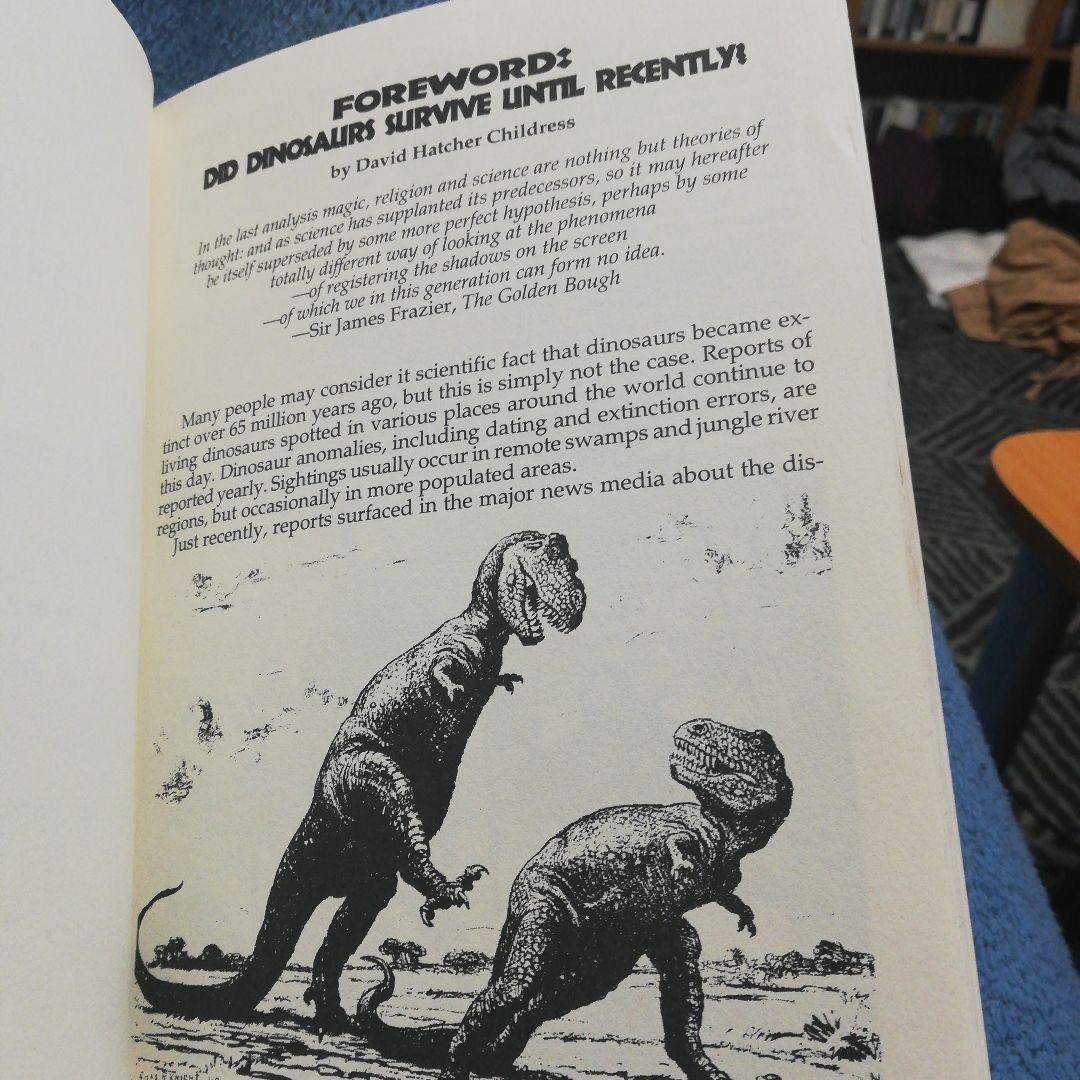 FOREWORD:
DID DINOSAURS SURVIVE UNTIL RECENTLY?
by David Hatcher Childress
In the last analysis magic, religion and science are nothing but theories of
thought: and as science has supplanted its predecessors, so it may hereafter
be itself superseded by some more perfect hypothesis, perhaps by some
totally different way of looking at the phenomena
—of registering the shadows on the screen
—of which we in this generation can form no idea.
—Sir James Frazier, The Golden Bough
Many people may consider it scientific fact that dinosaurs became ex-
tinct over 65 million years ago, but this is simply not the case. Reports of
living dinosaurs spotted in various places around the world continue to
this day. Dinosaur anomalies, including dating and extinction errors, are
reported yearly. Sightings usually occur in remote swamps and jungle river
regions, but occasionally in more populated areas.
Just recently, reports surfaced in the major news media about the dis-
KNIGHT